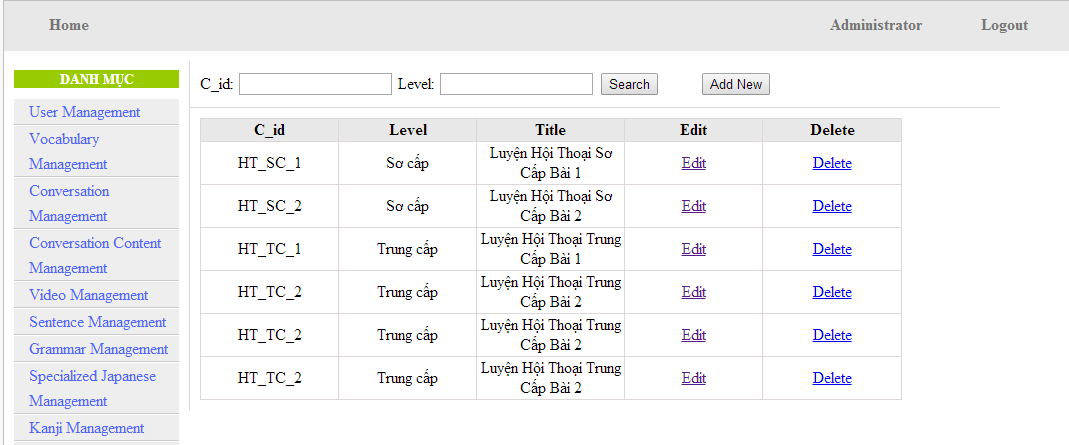 Home Administrator Logout
DANH MỤC
User Management
Vocabulary
Management
Conversation
Management
Conversation Content
Management
Video Management
Sentence Management
Grammar Management
Specialized Japanese
Management
Kanji Management
C_id: Level: Search Add New
C_id Level Title Edit Delete
HT_SC_1 Sơ cấp Luyện Hội Thoại Sơ
Cấp Bài 1 Edit Delete
HT_SC_2 Sơ cấp Luyện Hội Thoại Sơ
Cấp Bài 2 Edit Delete
HT_TC_1 Trung cấp Luyện Hội Thoại Trung
Cấp Bài 1 Edit Delete
HT_TC_2 Trung cấp Luyện Hội Thoại Trung
Cấp Bài 2 Edit Delete
HT_TC_2 Trung cấp Luyện Hội Thoại Trung
Cấp Bài 2 Edit Delete
HT_TC_2 Trung cấp Luyện Hội Thoại Trung
Cấp Bài 2 Edit Delete